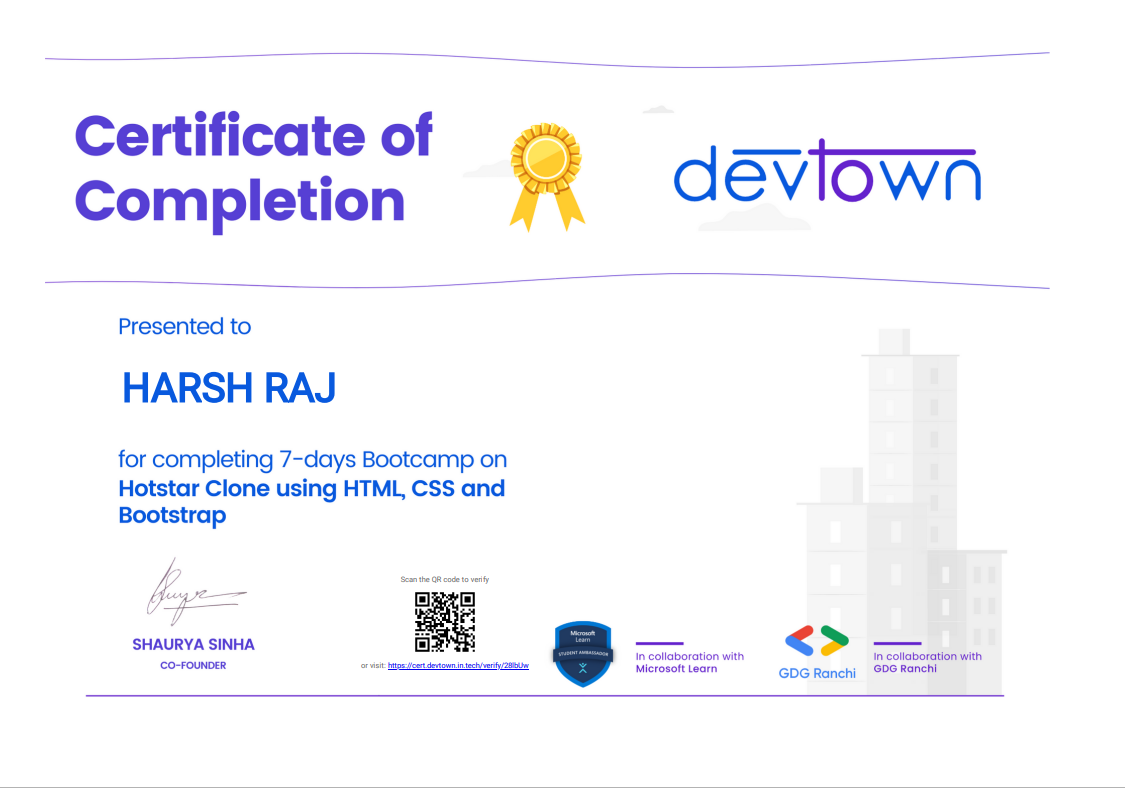 Certificate of
Completion
devtown
Presented to
HARSH RAJ
for completing 7-days Bootcamp on
Hotstar Clone using HTML, CSS and
Bootstrap
SHAURYA SINHA
CO-FOUNDER
Scan the QR code to verify
or visit: https://cert.devtown.in.tech/verify/28lbUw
Microsoft
Learn
STUDENT AMBASSADOR
In collaboration with
Microsoft Learn
GDG Ranchi
In collaboration with
GDG Ranchi